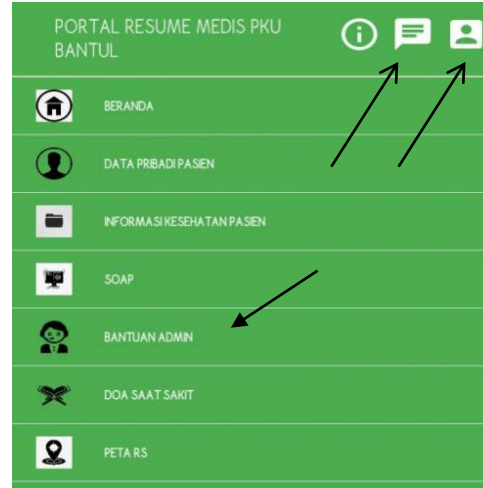 PORTAL RESUME MEDIS PKU
BANTUL
BERANDA
DATA PRIBADI PASIEN
INFORMASI KESEHATAN PASIEN
SOAP
BANTUAN ADMIN
DOA SAAT SAKIT
PETA RS